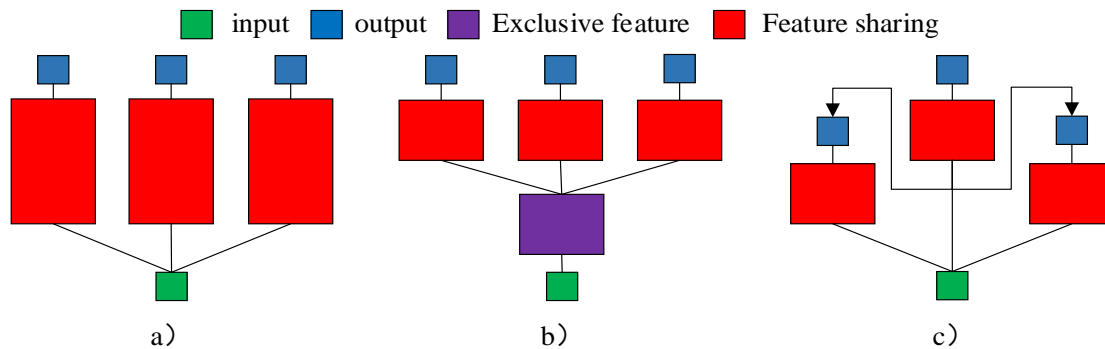 input output Exclusive feature Feature sharing
a） b） c）